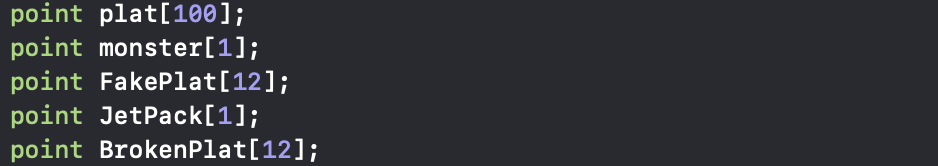 point plat[100];
point monster[1];
point FakePlat[12];
point JetPack[1];
point BrokenPlat[12];